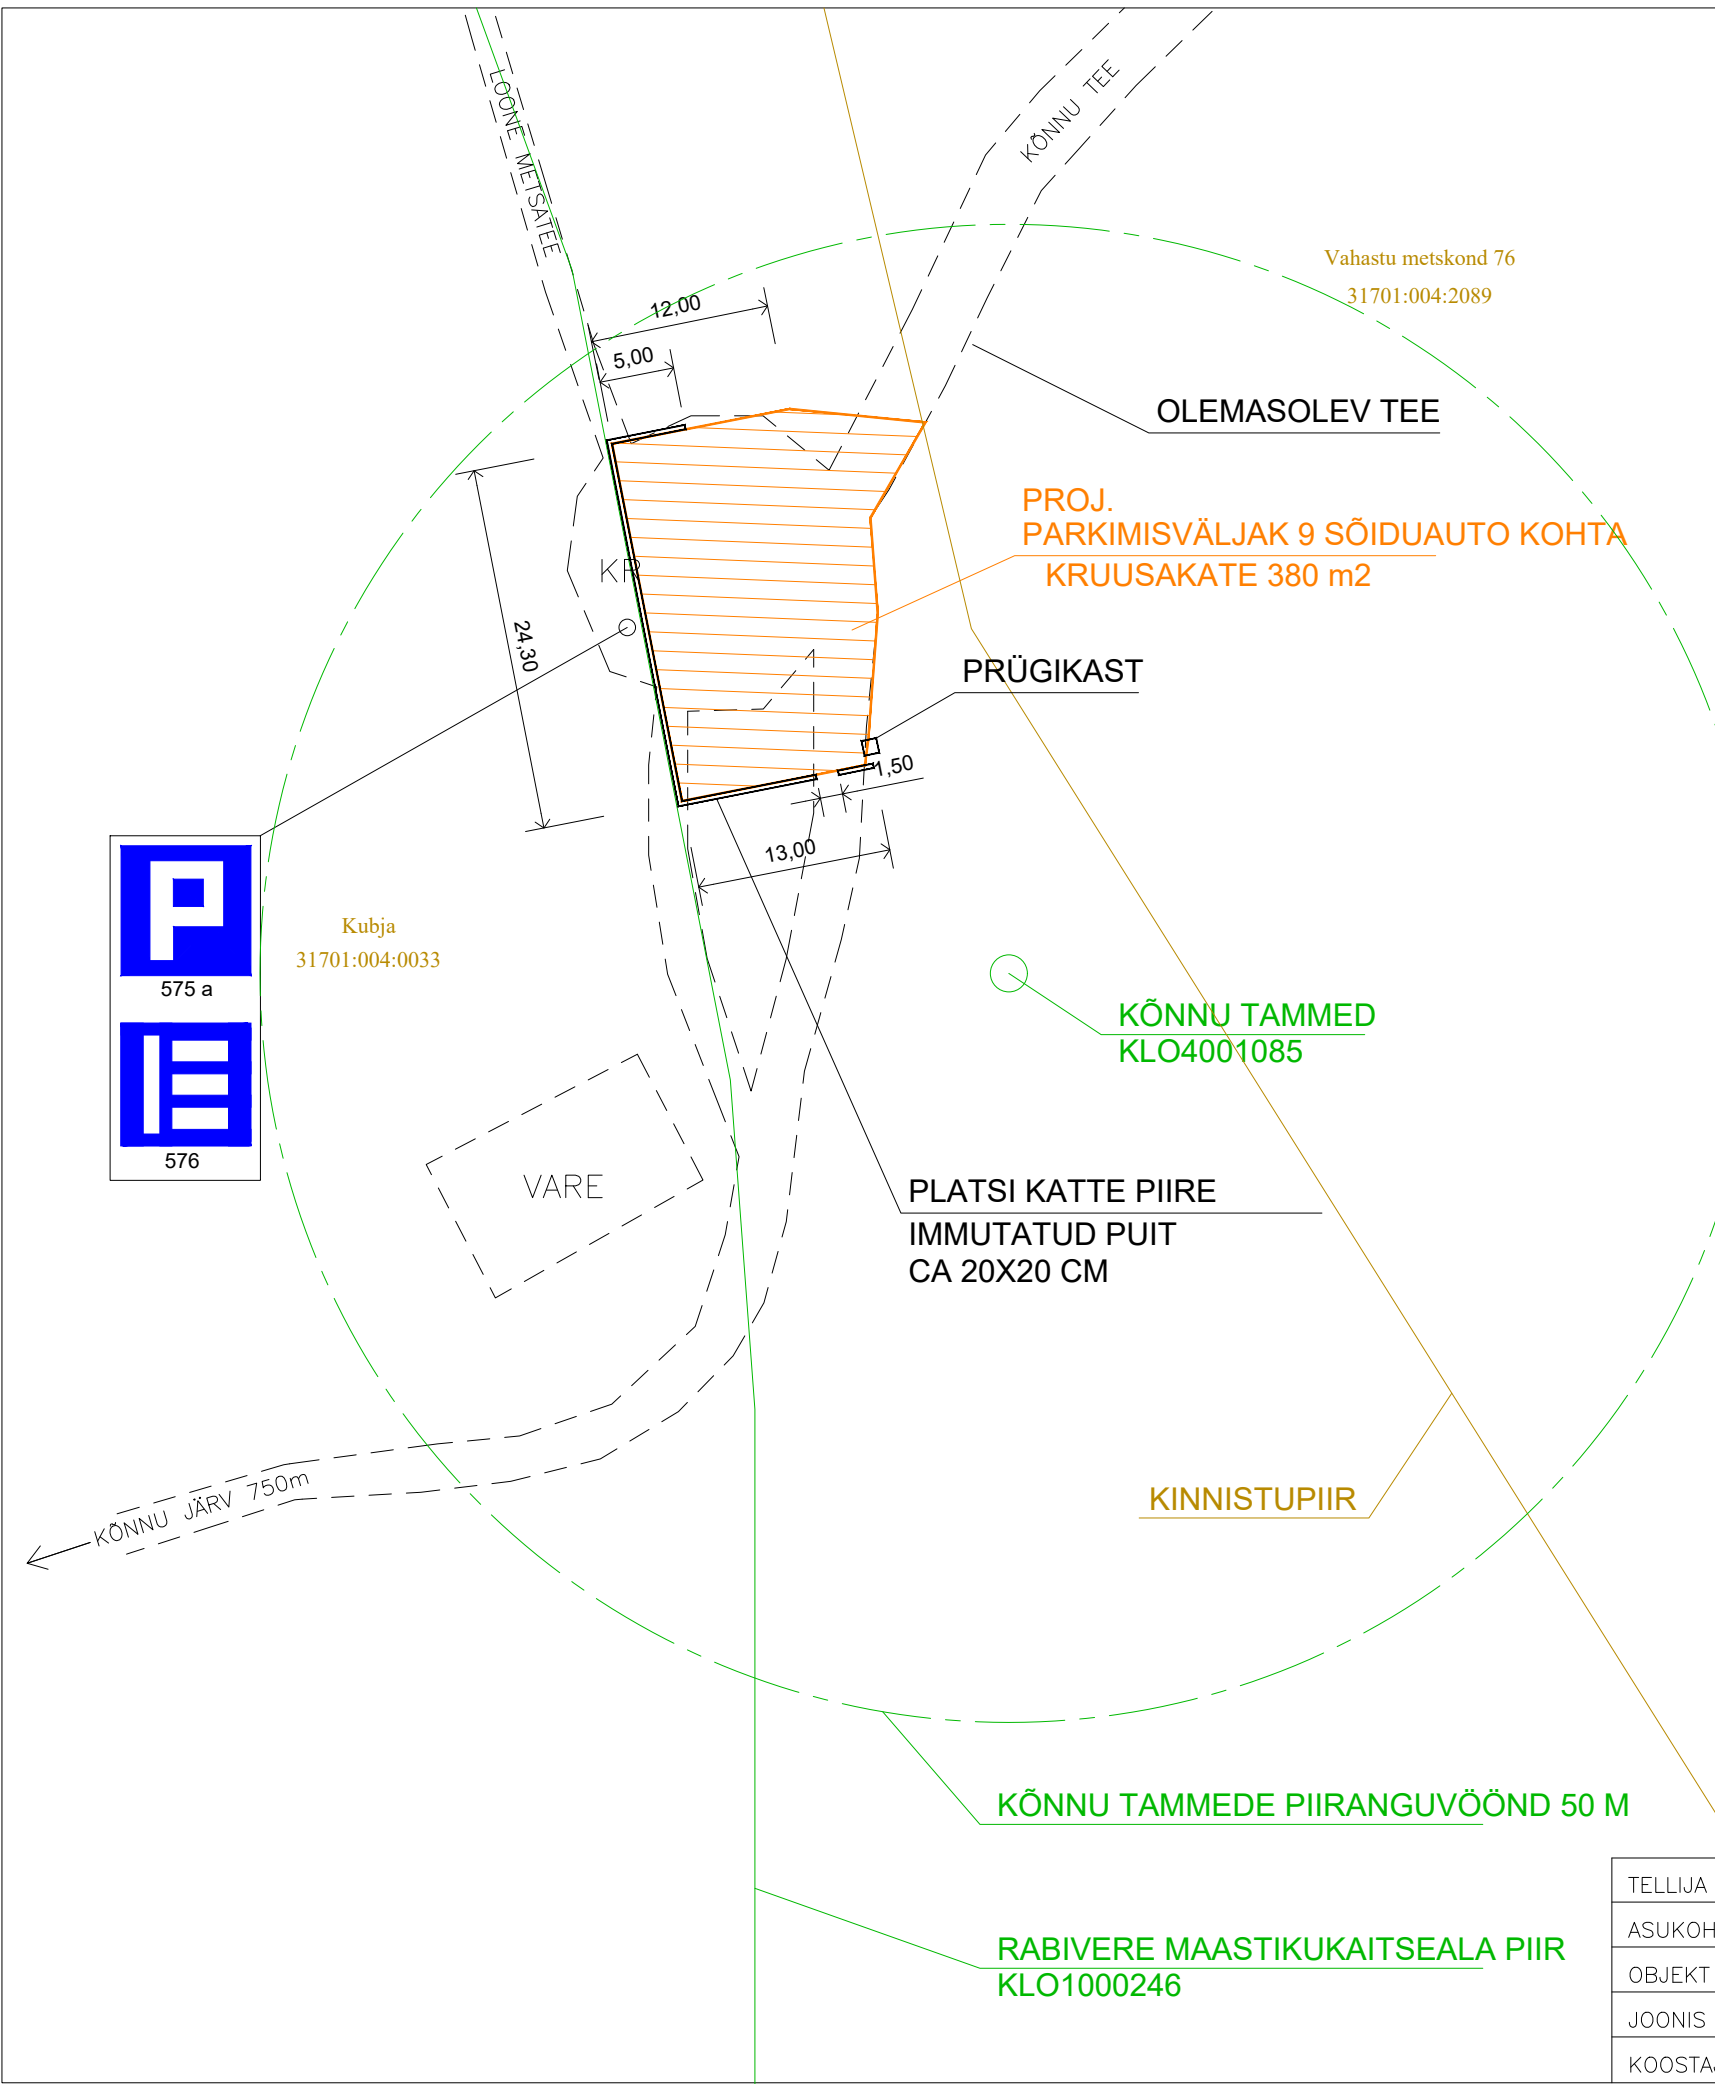 LOONE METSATEE
KÕNNU TEE
Vahastu metskond 76
31701:004:2089
12,00
5,00
OLEMASOLEV TEE
PROJ.
PARKIMISVÄLJAK 9 SÕIDUAUTO KOHTA
KRUUSAKATE 380 m2
24,30
PRÜGIKAST
1,50
13,00
P
575 a
576
Kubja
31701:004:0033
KÕNNU TAMMED
KLO4001085
VARE
PLATSI KATTE PIIRE
IMMUTATUD PUIT
CA 20X20 CM
KÕNNU JÄRV 750m
KINNISTUPIIR
KÕNNU TAMMEDE PIIRANGUVÖÖND 50 M
RABIVERE MAASTIKUKAITSEALA PIIR
KLO1000246
TELLIJA
ASUKOH
OBJEKT
JOONIS